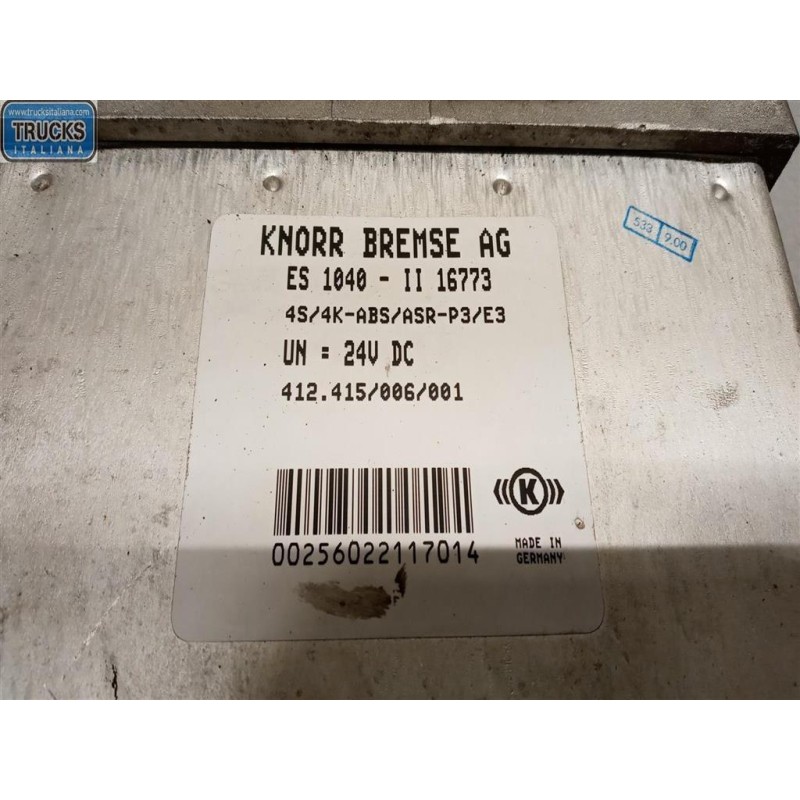 www.trucksitaliana.com
TRUCKS
ITALIANA
533 9.00
KNORR BREMSE AG
ES 1040 - II 16773
4S/4K-ABS/ASR-P3/E3
UN = 24V DC
412.415/006/001
K
00256022117014
MADE IN
GERMANY